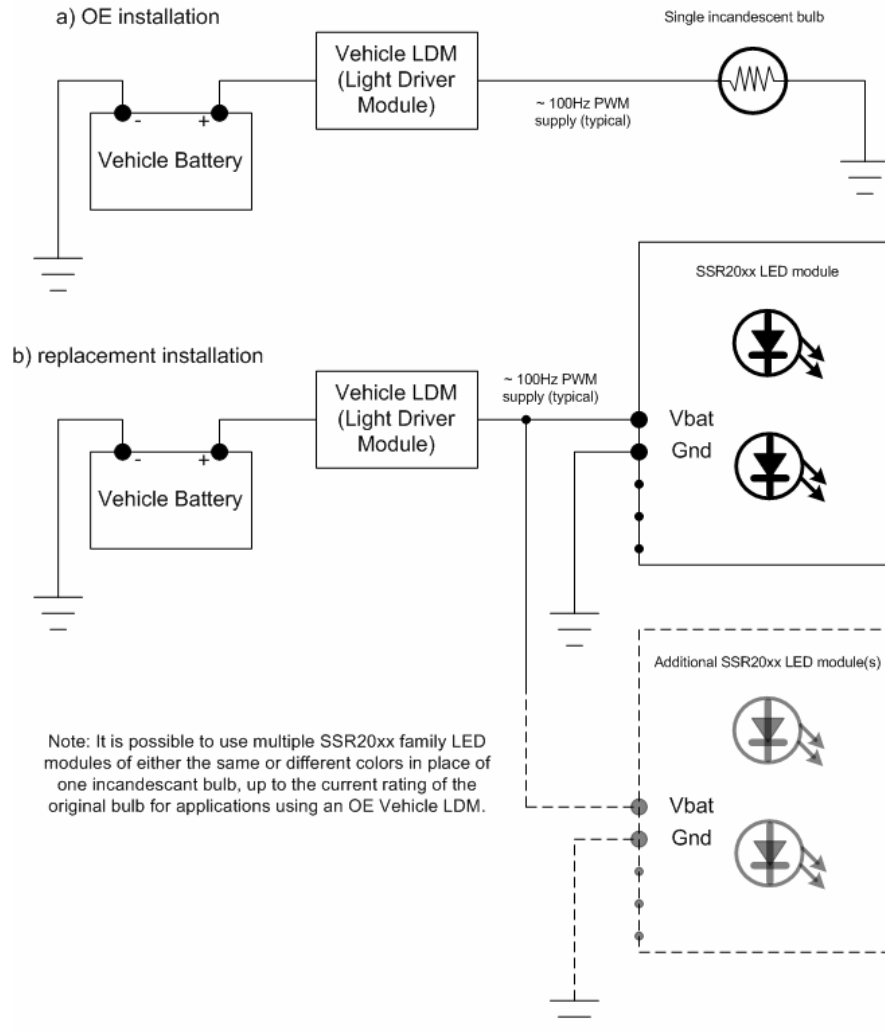 a) OE installation
Single incandescent bulb
Vehicle LDM
(Light Driver
Module)
~ 100Hz PWM
supply (typical)
- +
Vehicle Battery
SSR20xx LED module
b) replacement installation
Vehicle LDM
(Light Driver
Module)
~ 100Hz PWM
supply (typical)
Vbat
Gnd
- +
Vehicle Battery
Additional SSR20xx LED module(s)
Note: It is possible to use multiple SSR20xx family LED
modules of either the same or different colors in place of
one incandescant bulb, up to the current rating of the
original bulb for applications using an OE Vehicle LDM.
Vbat
Gnd